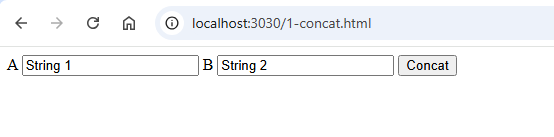 localhost:3030/1-concat.html
A String 1 B String 2 Concat